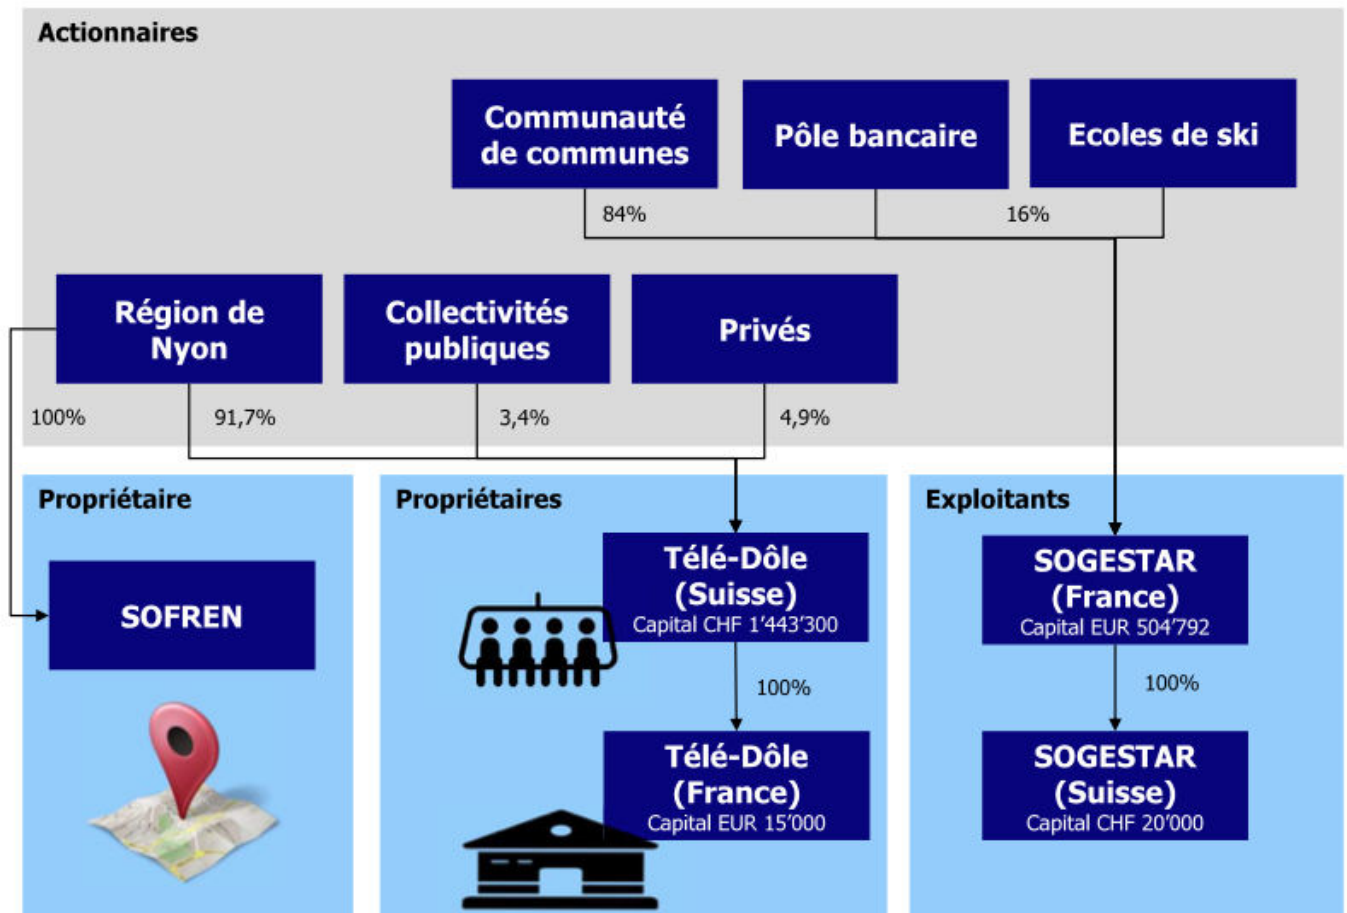 Actionnaires
Communauté
de communes
Pôle bancaire
Ecoles de ski
84%
16%
Région de
Nyon
Collectivités
publiques
Privés
100%
91,7%
3,4%
4,9%
Propriétaire
SOFREN
Propriétaires
Télé-Dôle
(Suisse)
Capital CHF 1’443’300
100%
Télé-Dôle
(France)
Capital EUR 15’000
Exploitants
SOGESTAR
(France)
Capital EUR 504’792
100%
SOGESTAR
(Suisse)
Capital CHF 20’000